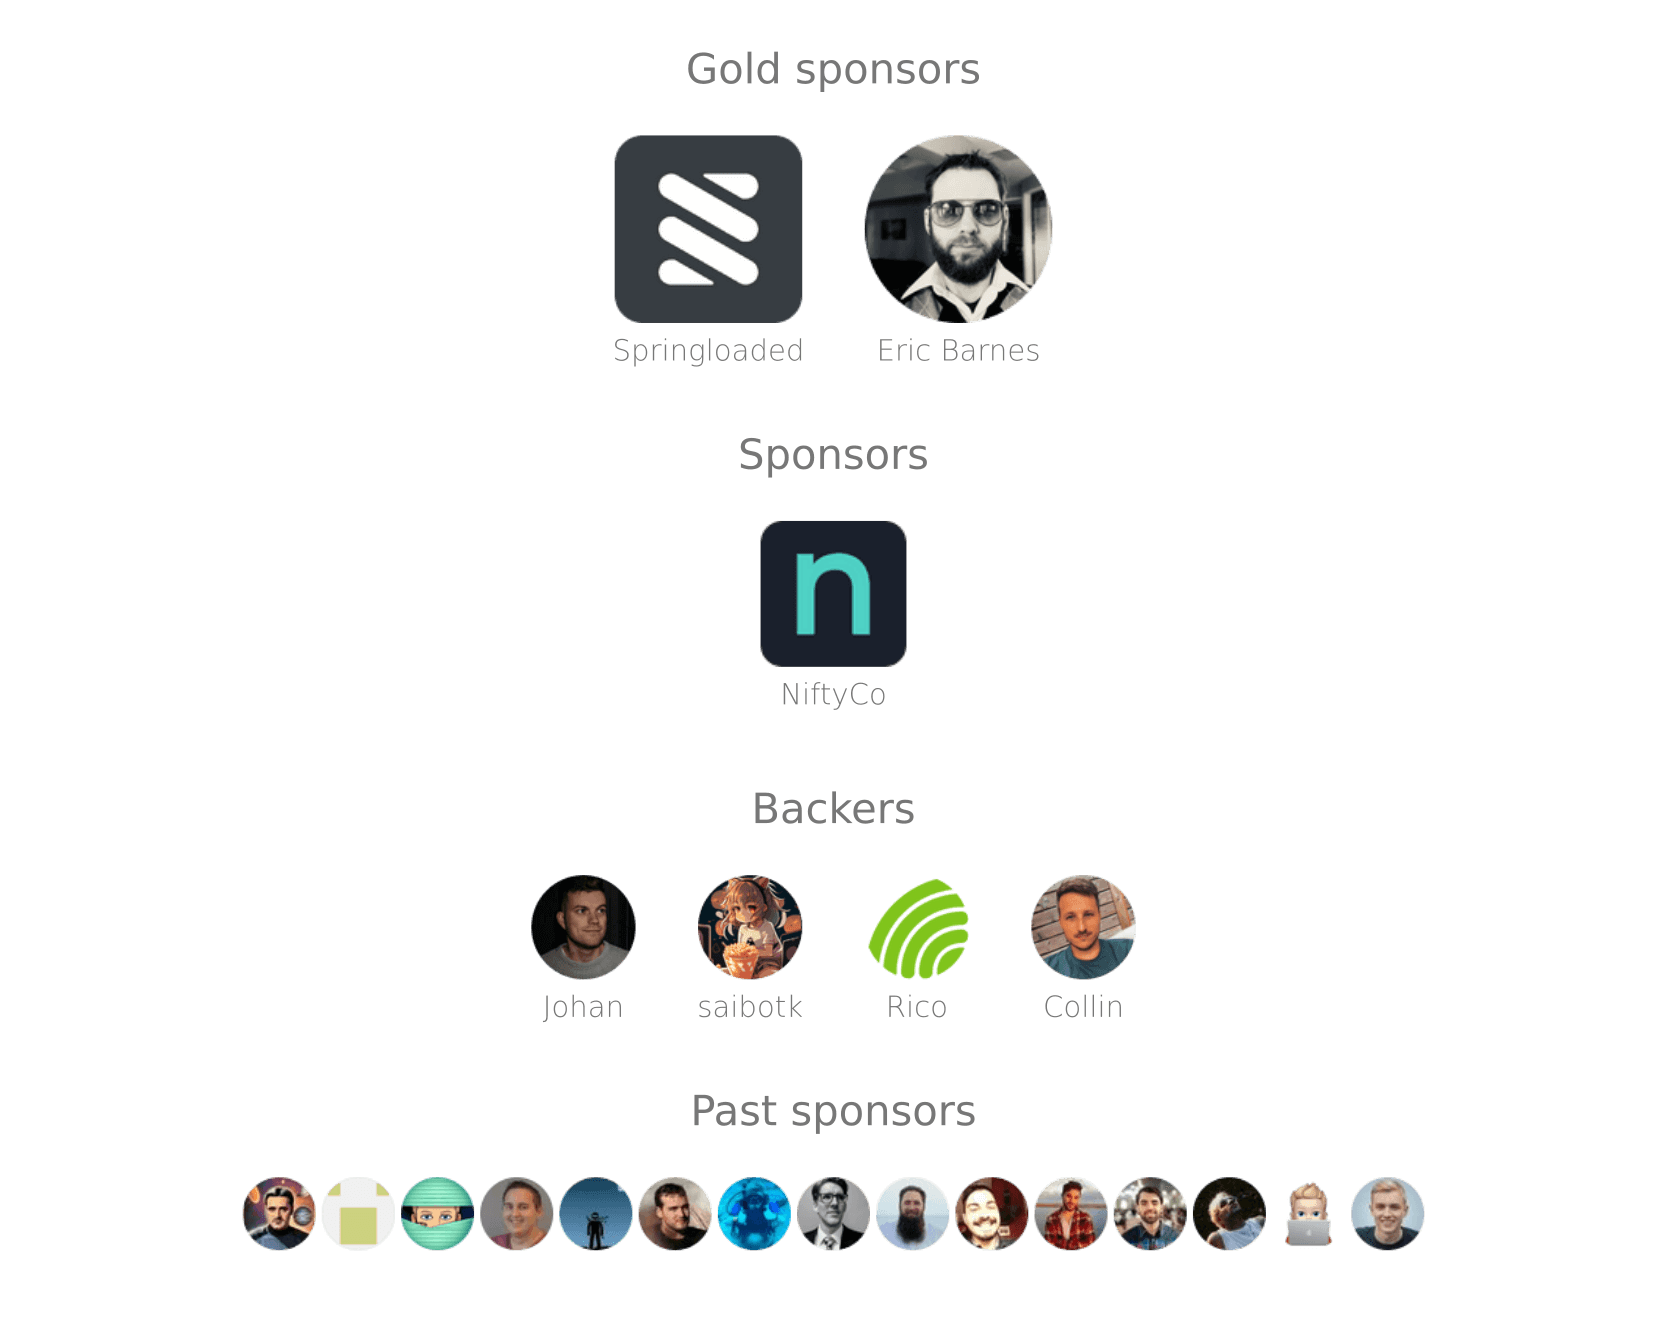 Gold sponsors
Springloaded
Eric Barnes
Sponsors
n
NiftyCo
Backers
Johan
saibotk
Rico
Collin
Past sponsors